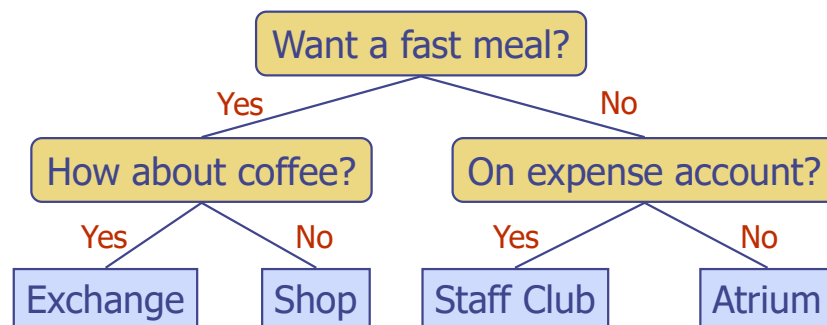 Want a fast meal?
Yes No
How about coffee? On expense account?
Yes No Yes No
Exchange Shop Staff Club Atrium